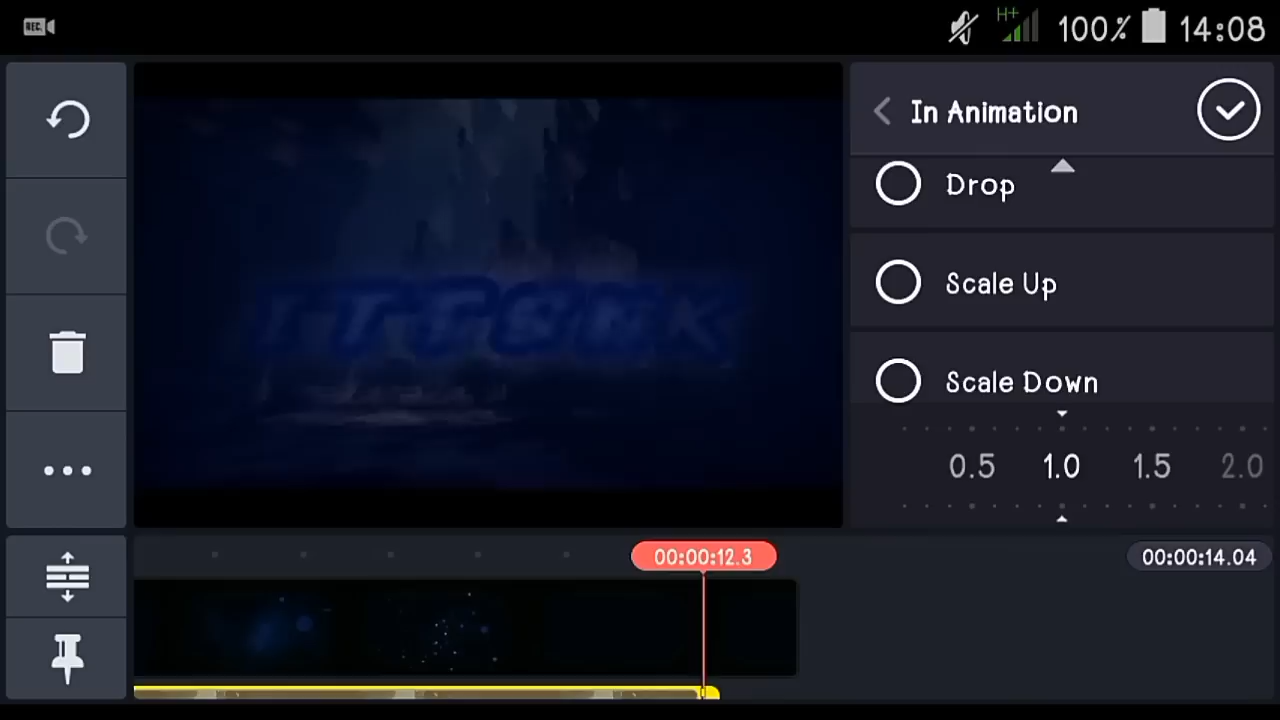 REC
H+ 100% 14:08
In Animation
Drop
Scale Up
Scale Down
0.5 1.0 1.5 2.0
00:00:12.3
00:00:14.04